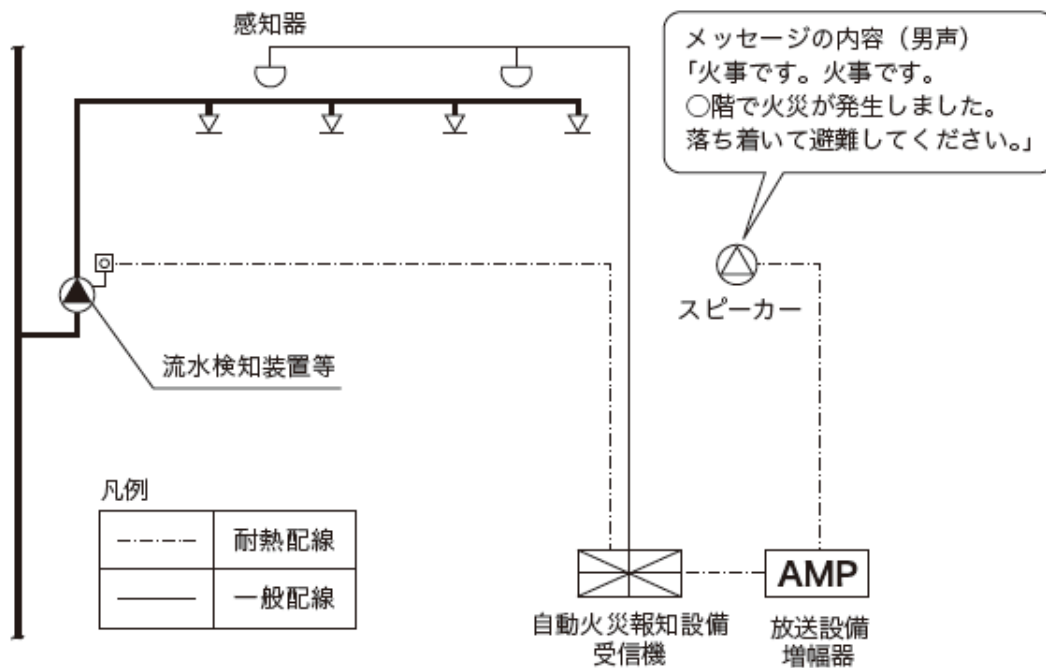 感知器
メッセージの内容（男声）
「火事です。火事です。
○階で火災が発生しました。
落ち着いて避難してください。」
スピーカー
流水検知装置等
凡例
耐熱配線
一般配線
AMP
自動火災報知設備
受信機
放送設備
増幅器